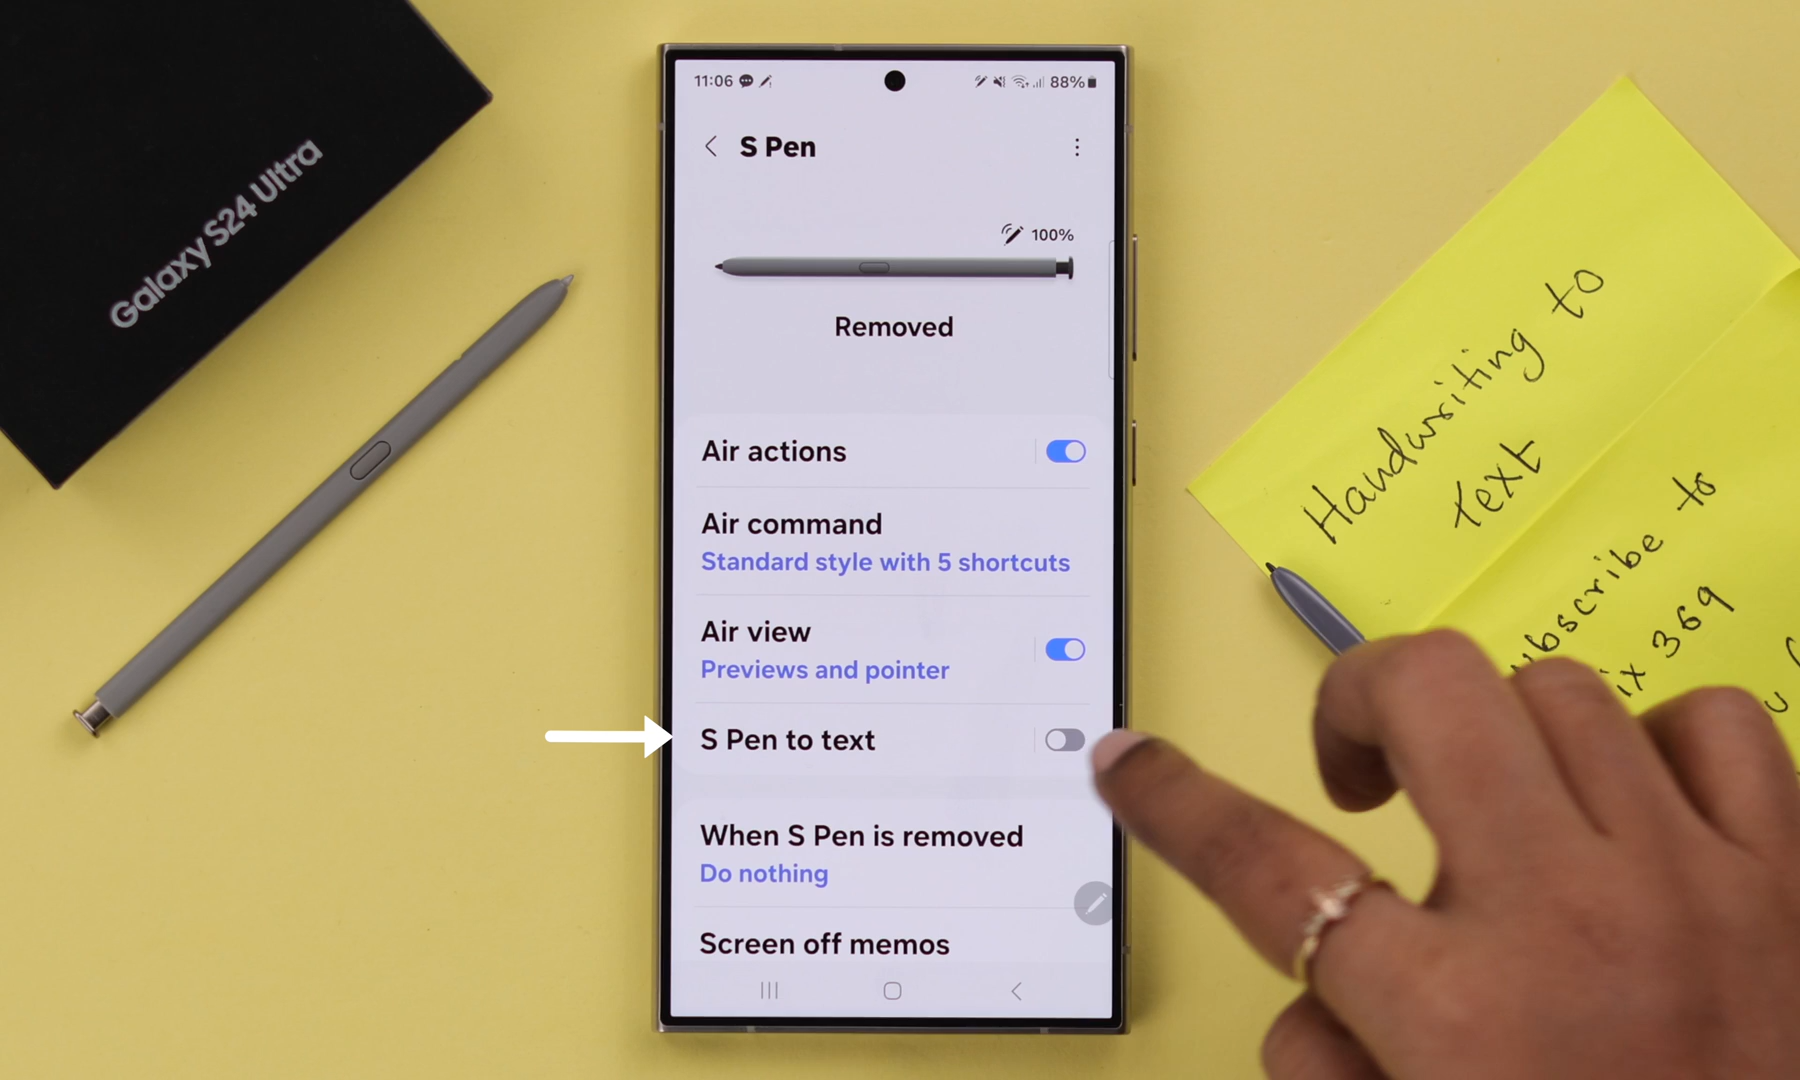 Galaxy S24 Ultra
11:06
88%
S Pen
100%
Removed
Air actions
Air command
Standard style with 5 shortcuts
Air view
Previews and pointer
S Pen to text
When S Pen is removed
Do nothing
Screen off memos
Handwriting to
Text
to
369